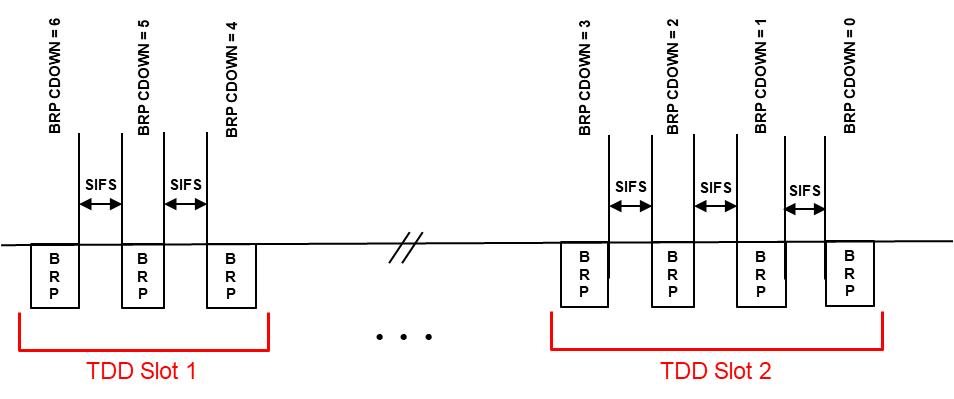 BRP CDOWN = 6
BRP CDOWN = 5
BRP CDOWN = 4
BRP CDOWN = 3
BRP CDOWN = 2
BRP CDOWN = 1
BRP CDOWN = 0
SIFS
SIFS
SIFS
SIFS
SIFS
BRP
BRP
BRP
BRP
BRP
BRP
BRP
TDD Slot 1
TDD Slot 2